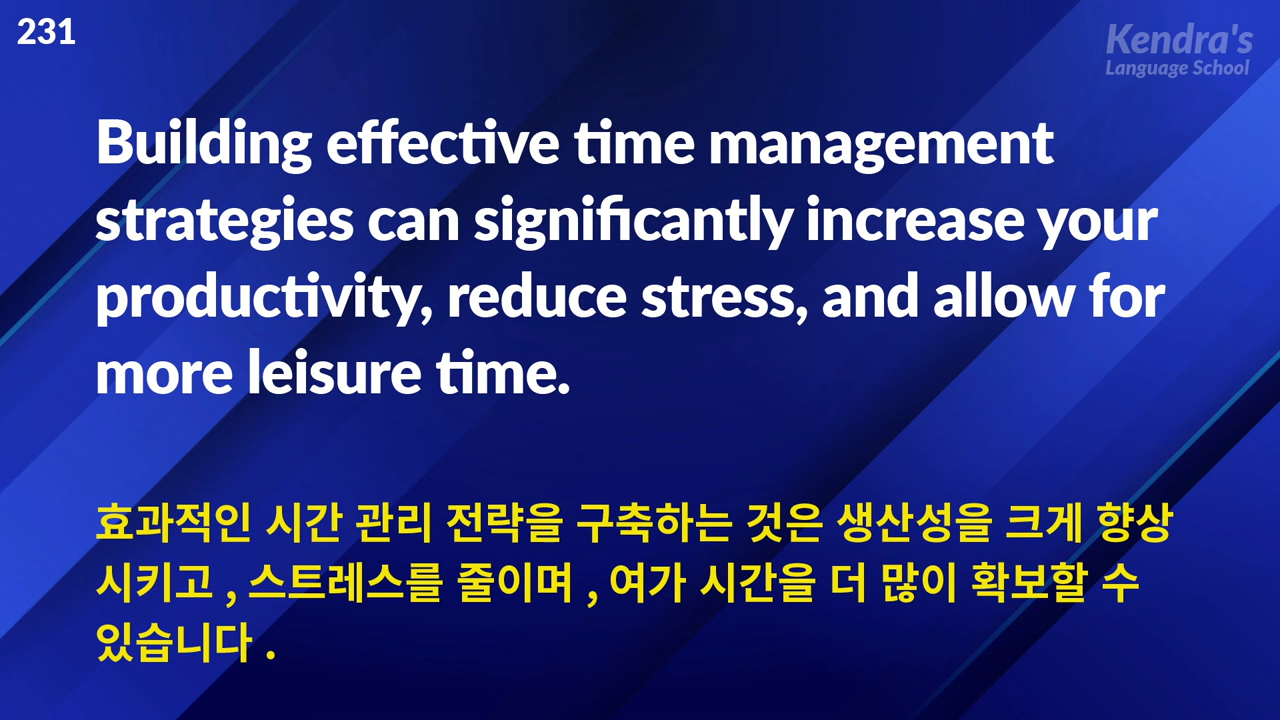 231
Kendra's
Language School
Building effective time management
strategies can significantly increase your
productivity, reduce stress, and allow for
more leisure time.
효과적인 시간 관리 전략을 구축하는 것은 생산성을 크게 향상
시키고 , 스트레스를 줄이며 , 여가 시간을 더 많이 확보할 수
있습니다 .